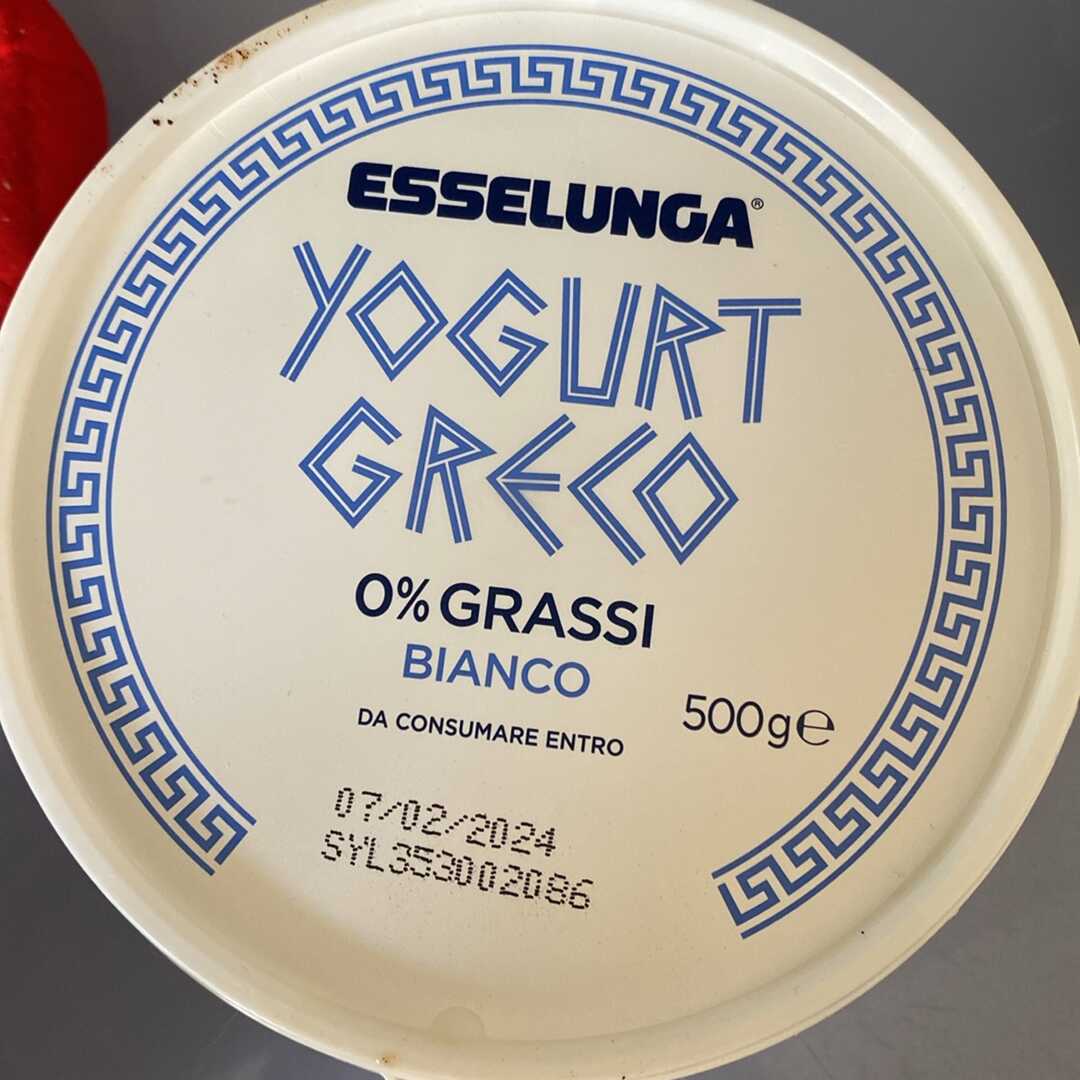 ESSELUNGA®
YOGURT
GRECO
0% GRASSI
BIANCO
500g℮
DA CONSUMARE ENTRO
07/02/2024
SYL353002086